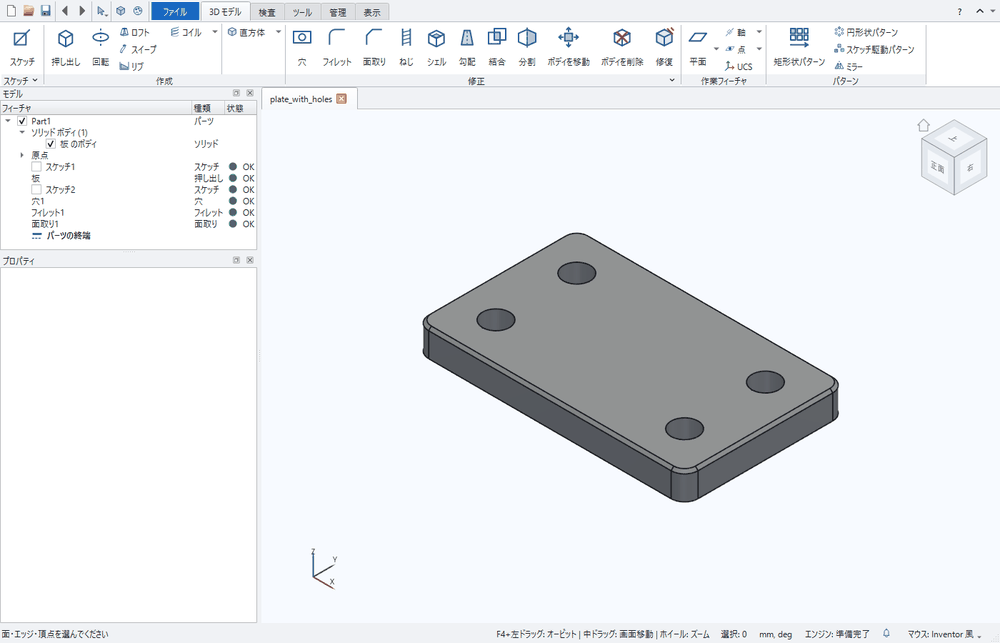 ファイル 3D モデル 検査 ツール 管理 表示 ?
スケッチ 押し出し 回転 ロフト スイープ リブ コイル 直方体 穴 フィレット 面取り ねじ シェル 勾配 結合 分割 ボディを移動 ボディを削除 修復 平面 軸 点 UCS 矩形状パターン 円形状パターン スケッチ駆動パターン ミラー
スケッチ 作成 修正 作業フィーチャ パターン
モデル
フィーチャ 種類 状態
Part1 パーツ
ソリッド ボディ (1)
板 のボディ ソリッド
原点
スケッチ1 スケッチ OK
板 押し出し OK
スケッチ2 スケッチ OK
穴1 穴 OK
フィレット1 フィレット OK
面取り1 面取り OK
パーツの終端
プロパティ
plate_with_holes
上
正面 右
Z
Y
X
面・エッジ・頂点を選んでください F4+左ドラッグ: オービット | 中ドラッグ: 画面移動 | ホイール: ズーム 選択: 0 mm, deg エンジン: 準備完了 マウス: Inventor 風